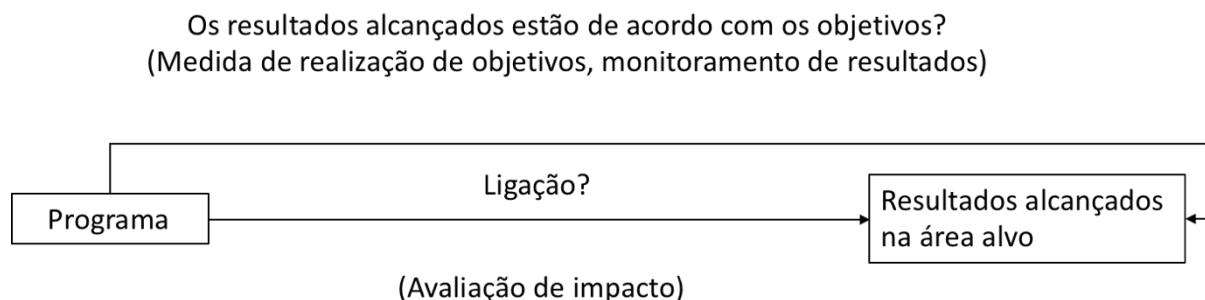 Os resultados alcançados estão de acordo com os objetivos?
(Medida de realização de objetivos, monitoramento de resultados)
Ligação?
Programa
Resultados alcançados
na área alvo
(Avaliação de impacto)